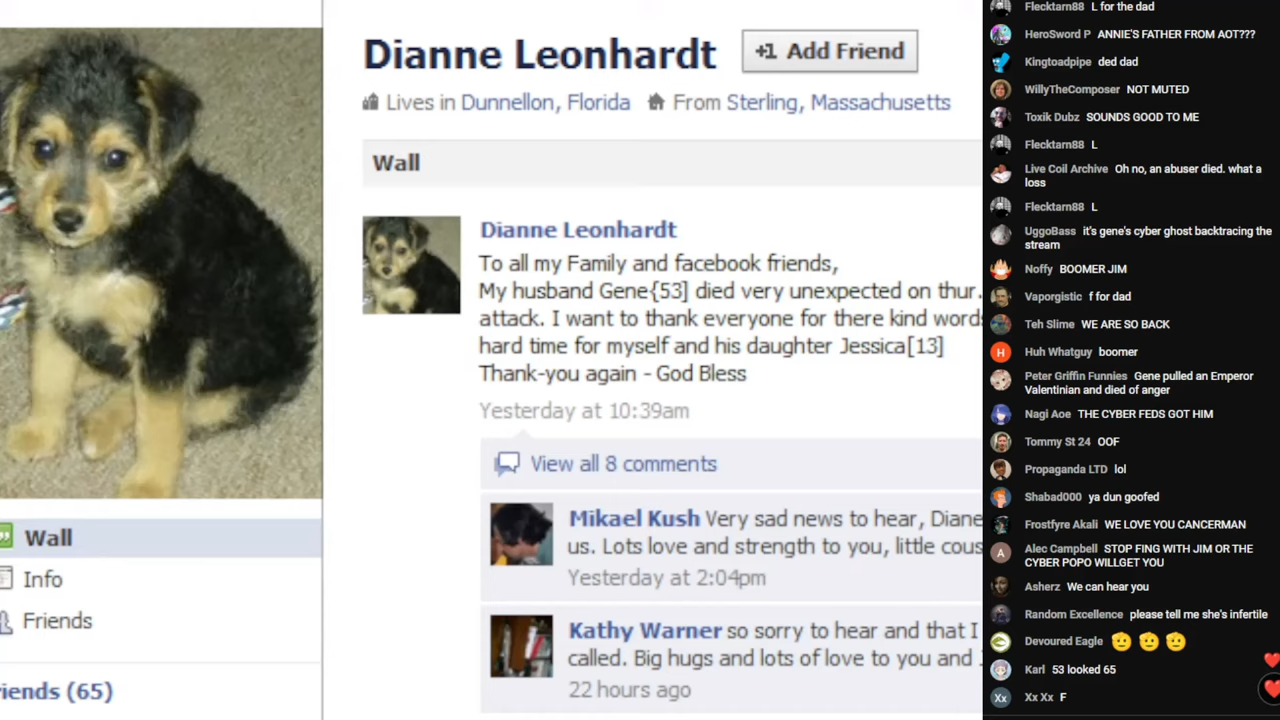 Dianne Leonhardt
+1 Add Friend
Lives in Dunnellon, Florida From Sterling, Massachusetts
Wall
Dianne Leonhardt
To all my Family and facebook friends,
My husband Gene{53] died very unexpected on thur.
attack. I want to thank everyone for there kind words
hard time for myself and his daughter Jessica[13]
Thank-you again - God Bless
Yesterday at 10:39am
View all 8 comments
Mikael Kush Very sad news to hear, Diane
us. Lots love and strength to you, little cous
Yesterday at 2:04pm
Kathy Warner so sorry to hear and that I
called. Big hugs and lots of love to you and
22 hours ago
Wall
Info
Friends
riends (65)
Flecktarn88 L for the dad
HeroSword P ANNIE'S FATHER FROM AOT???
Kingtoadpipe ded dad
WillyTheComposer NOT MUTED
Toxik Dubz SOUNDS GOOD TO ME
Flecktarn88 L
Live Coil Archive Oh no, an abuser died. what a
loss
Flecktarn88 L
UggoBass it's gene's cyber ghost backtracing the
stream
Noffy BOOMER JIM
Vaporgistic f for dad
Teh Slime WE ARE SO BACK
H Huh Whatguy boomer
Peter Griffin Funnies Gene pulled an Emperor
Valentinian and died of anger
Nagi Aoe THE CYBER FEDS GOT HIM
Tommy St 24 OOF
Propaganda LTD lol
Shabad000 ya dun goofed
Frostfyre Akali WE LOVE YOU CANCERMAN
A Alec Campbell STOP FING WITH JIM OR THE
CYBER POPO WILLGET YOU
Asherz We can hear you
Random Excellence please tell me she's infertile
Devoured Eagle 🫡 🫡 🫡
Karl 53 looked 65
Xx Xx Xx F